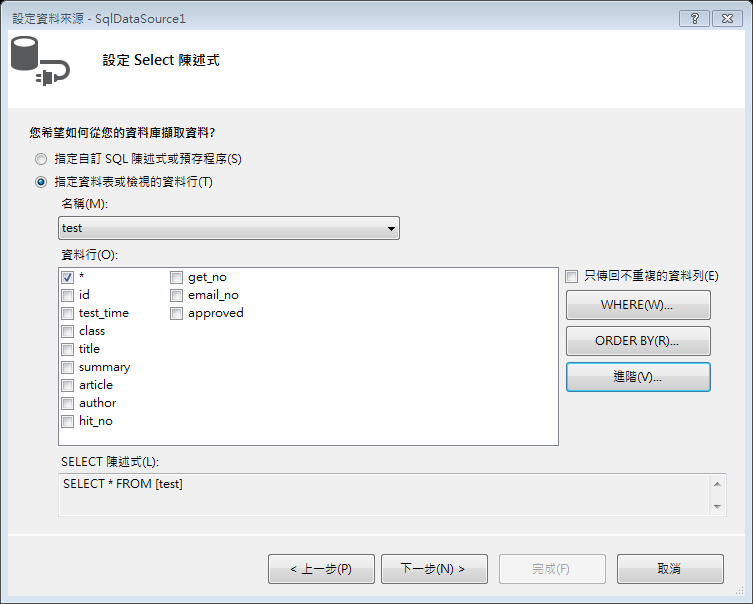 設定資料來源 - SqlDataSource1
設定 Select 陳述式
您希望如何從您的資料庫擷取資料?
指定自訂 SQL 陳述式或預存程序(S)
指定資料表或檢視的資料行(T)
名稱(M):
test
資料行(O):
*
id
test_time
class
title
summary
article
author
hit_no
get_no
email_no
approved
只傳回不重複的資料列(E)
WHERE(W)...
ORDER BY(R)...
進階(V)...
SELECT 陳述式(L):
SELECT * FROM [test]
< 上一步(P)
下一步(N) >
完成(F)
取消